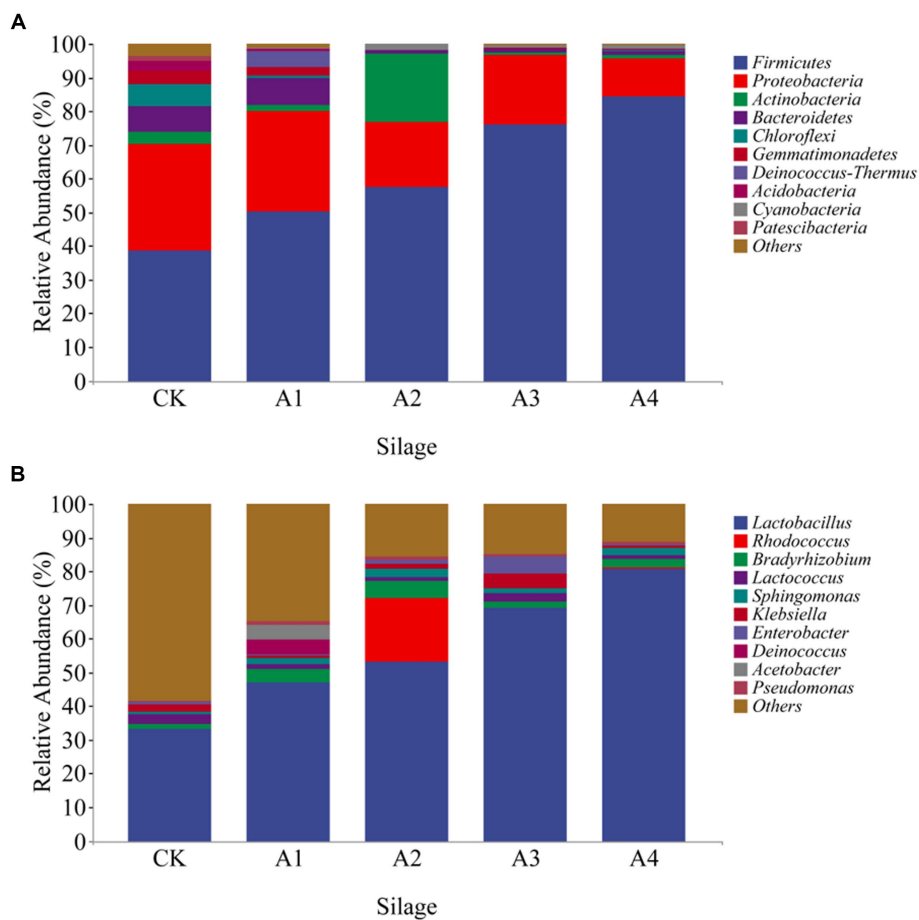 A
100
90
80
70
60
50
40
30
20
10
0
Relative Abundance (%)
CK A1 A2 A3 A4
Silage
Firmicutes
Proteobacteria
Actinobacteria
Bacteroidetes
Chloroflexi
Gemmatimonadetes
Deinococcus-Thermus
Acidobacteria
Cyanobacteria
Patescibacteria
Others
B
100
90
80
70
60
50
40
30
20
10
0
Relative Abundance (%)
CK A1 A2 A3 A4
Silage
Lactobacillus
Rhodococcus
Bradyrhizobium
Lactococcus
Sphingomonas
Klebsiella
Enterobacter
Deinococcus
Acetobacter
Pseudomonas
Others